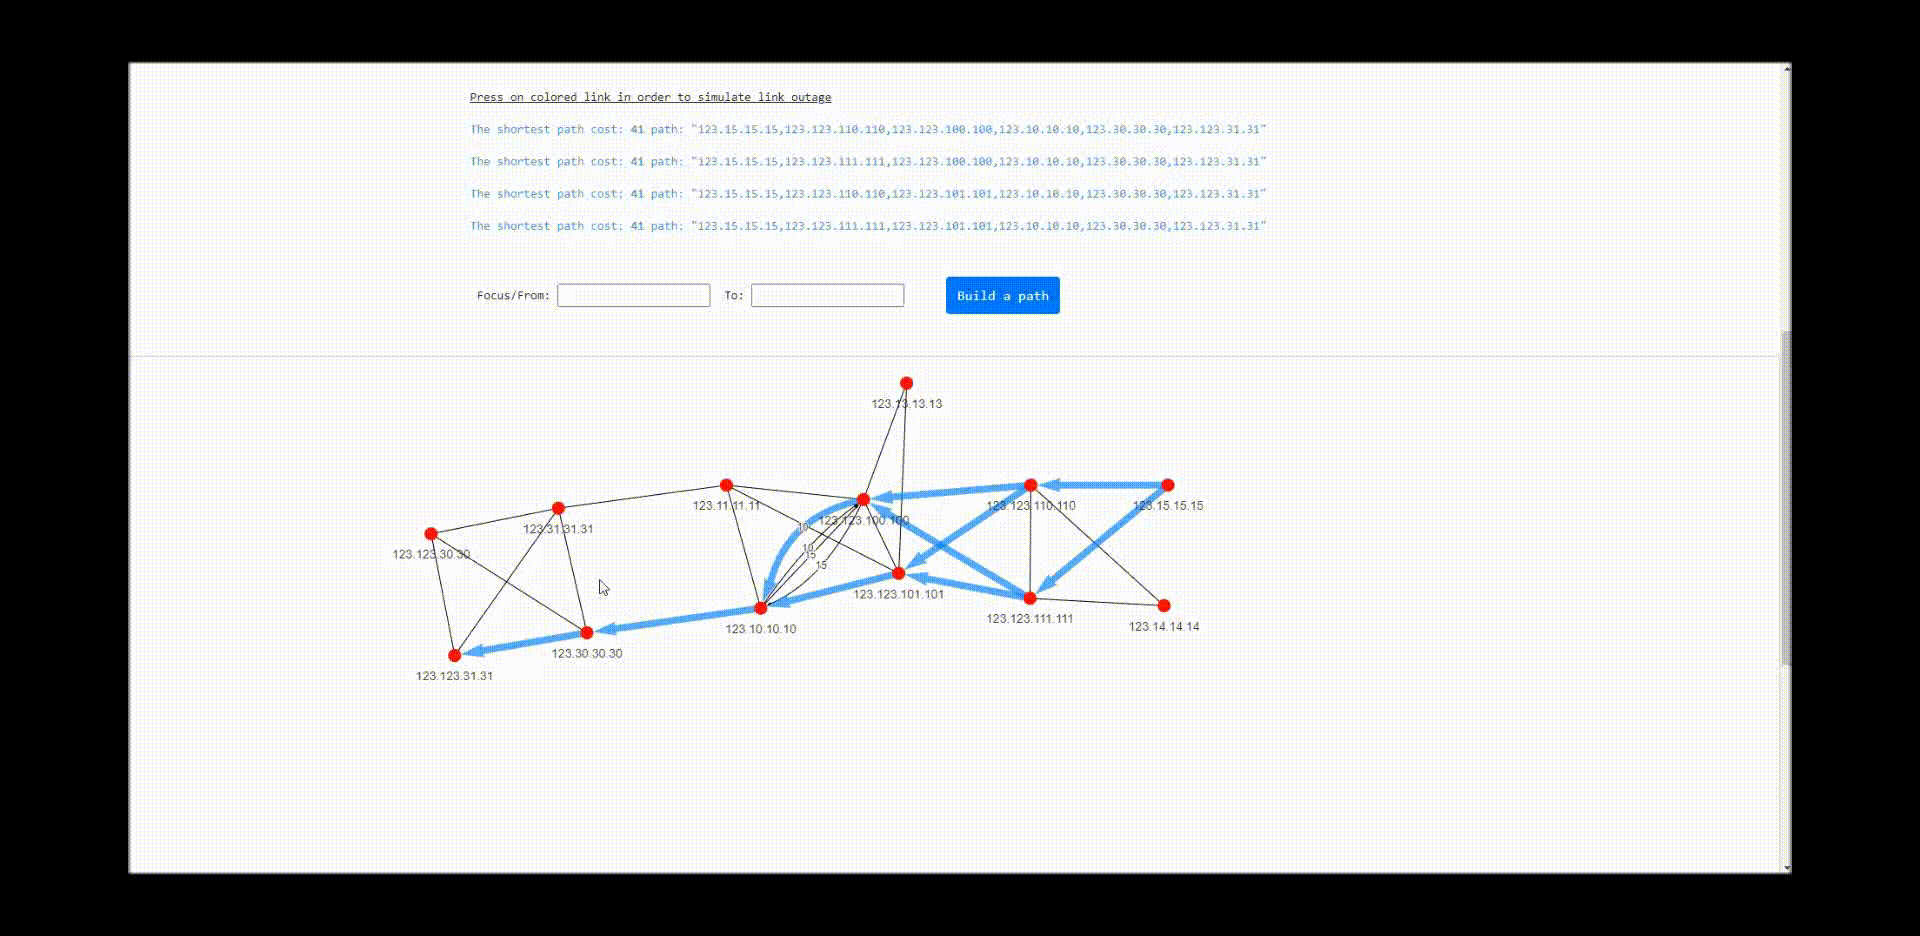 Press on colored link in order to simulate link outage
The shortest path cost: 41 path: "123.15.15.15,123.123.110.110,123.123.100.100,123.10.10.10,123.30.30.30,123.123.31.31"
The shortest path cost: 41 path: "123.15.15.15,123.123.111.111,123.123.100.100,123.10.10.10,123.30.30.30,123.123.31.31"
The shortest path cost: 41 path: "123.15.15.15,123.123.110.110,123.123.101.101,123.10.10.10,123.30.30.30,123.123.31.31"
The shortest path cost: 41 path: "123.15.15.15,123.123.111.111,123.123.101.101,123.10.10.10,123.30.30.30,123.123.31.31"
Focus/From: To: Build a path
123.13.13.13
123.11.11.11
123.123.110.110
123.15.15.15
123.123.100.100
123.31.31.31
10
10
15
123.123.30.30
15
123.123.101.101
123.123.111.111
123.14.14.14
123.10.10.10
123.30.30.30
123.123.31.31